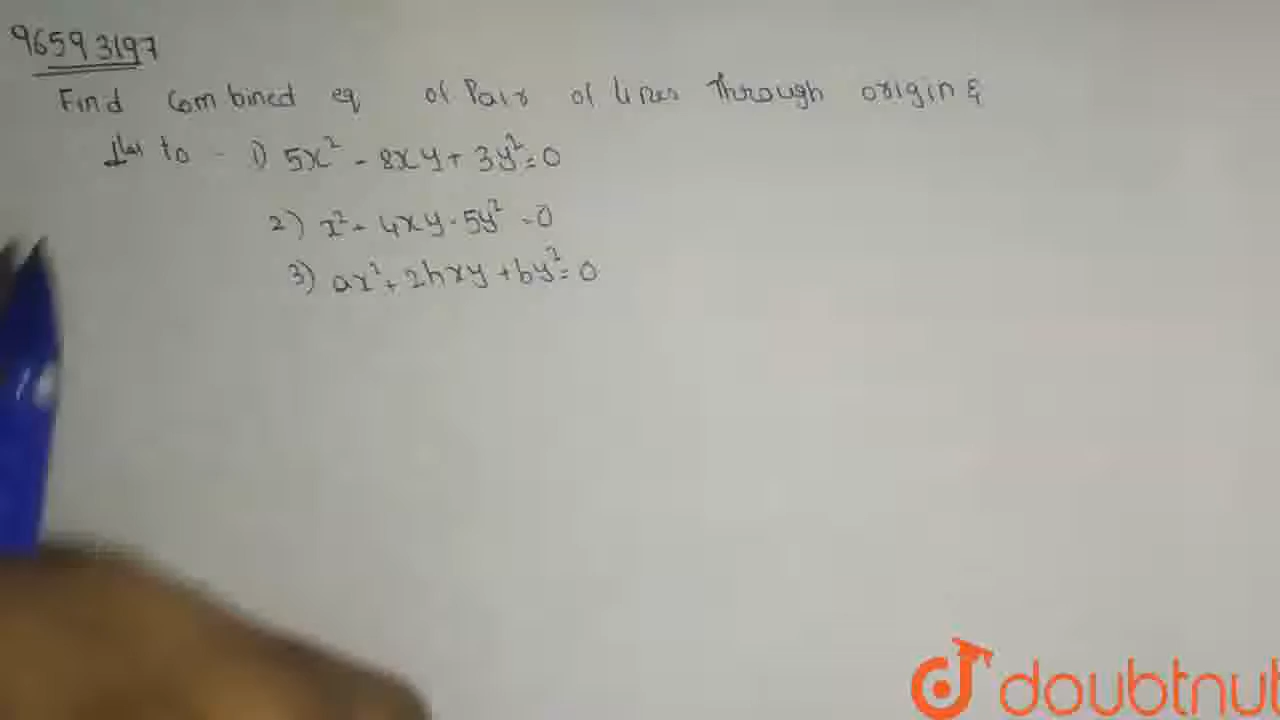 96593197
Find Combined eq of Pair of lines Through origin &
⊥lar to - 1) 5x² - 8xy + 3y² = 0
2) x² - 4xy - 5y² = 0
3) ax² + 2hxy + by² = 0
doubtnut